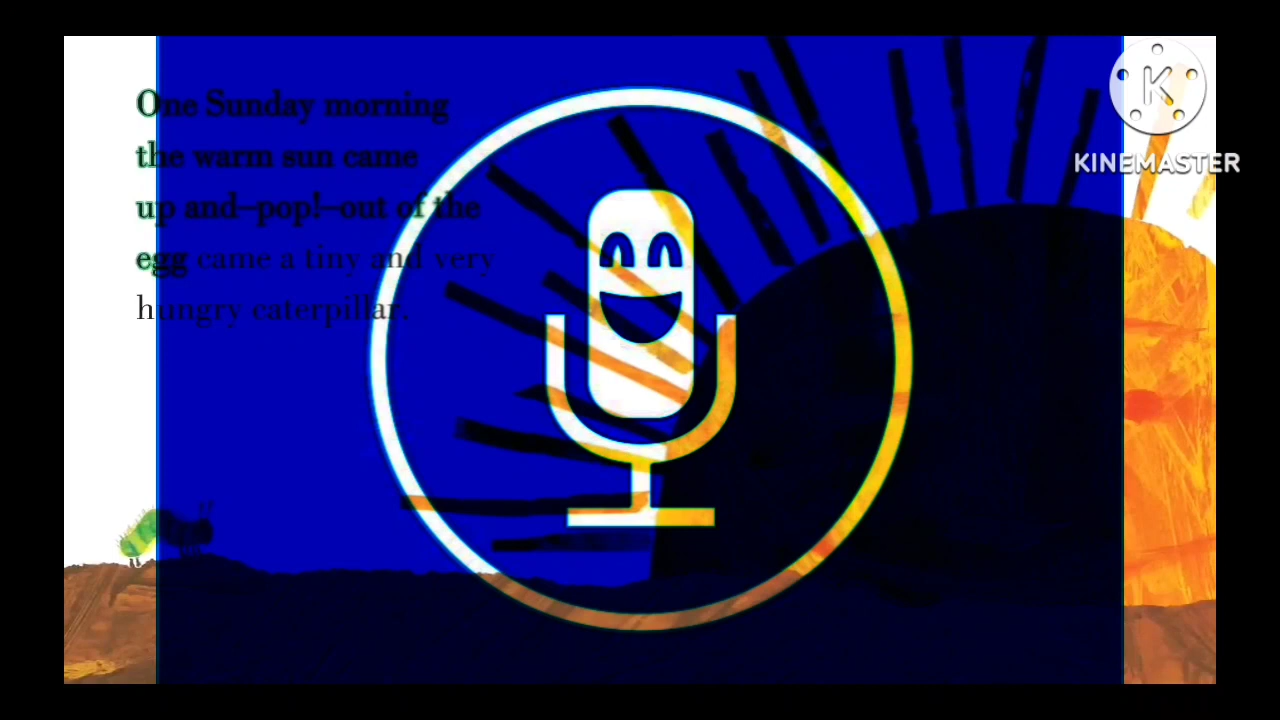 One Sunday morning
the warm sun came
up and–pop!–out of the
egg came a tiny and very
hungry caterpillar.
K
KINEMASTER